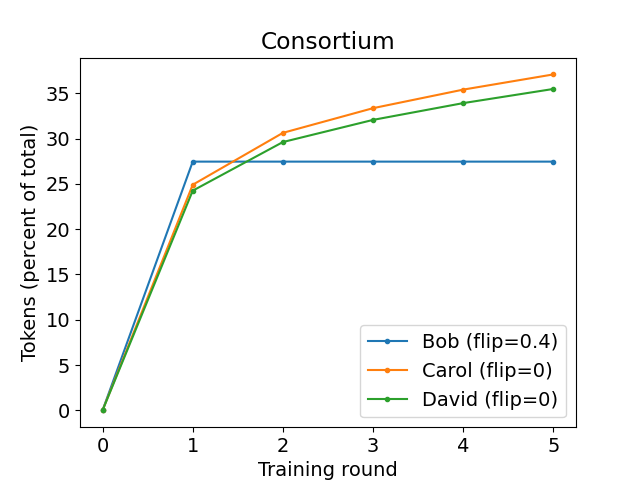 Consortium
Tokens (percent of total)
35
30
25
20
15
10
5
0
0 1 2 3 4 5
Training round
Bob (flip=0.4)
Carol (flip=0)
David (flip=0)